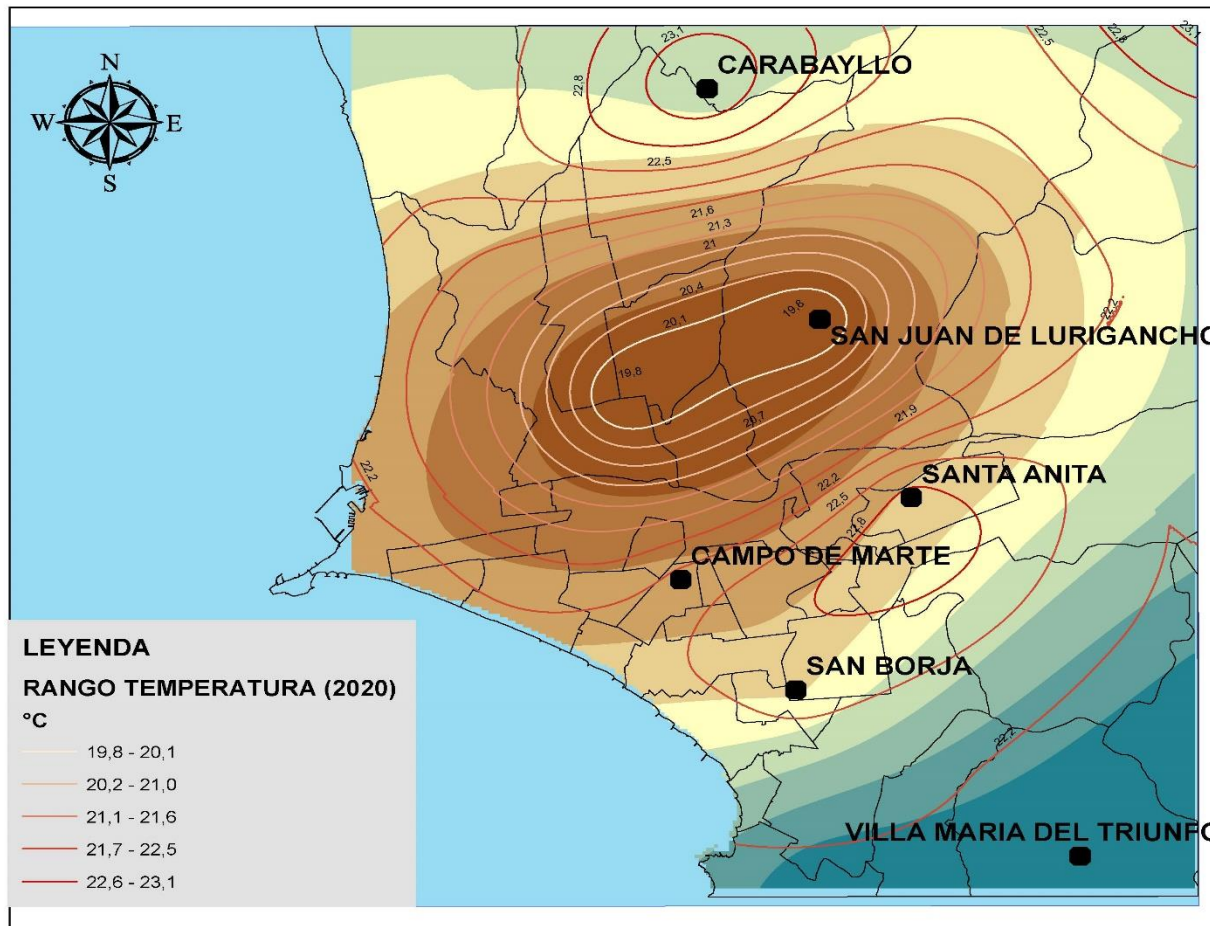 23,1
22,8
22,5
22,8
23,1
N
W E
S
CARABAYLLO
22,5
21,6
21,3
21
20,4
20,1
19,8
19,8
SAN JUAN DE LURIGANCHO
22,2
20,7
21,9
22,2
SANTA ANITA
22,2
22,5
22,8
CAMPO DE MARTE
SAN BORJA
22,2
VILLA MARIA DEL TRIUNFO
LEYENDA
RANGO TEMPERATURA (2020)
°C
19,8 - 20,1
20,2 - 21,0
21,1 - 21,6
21,7 - 22,5
22,6 - 23,1